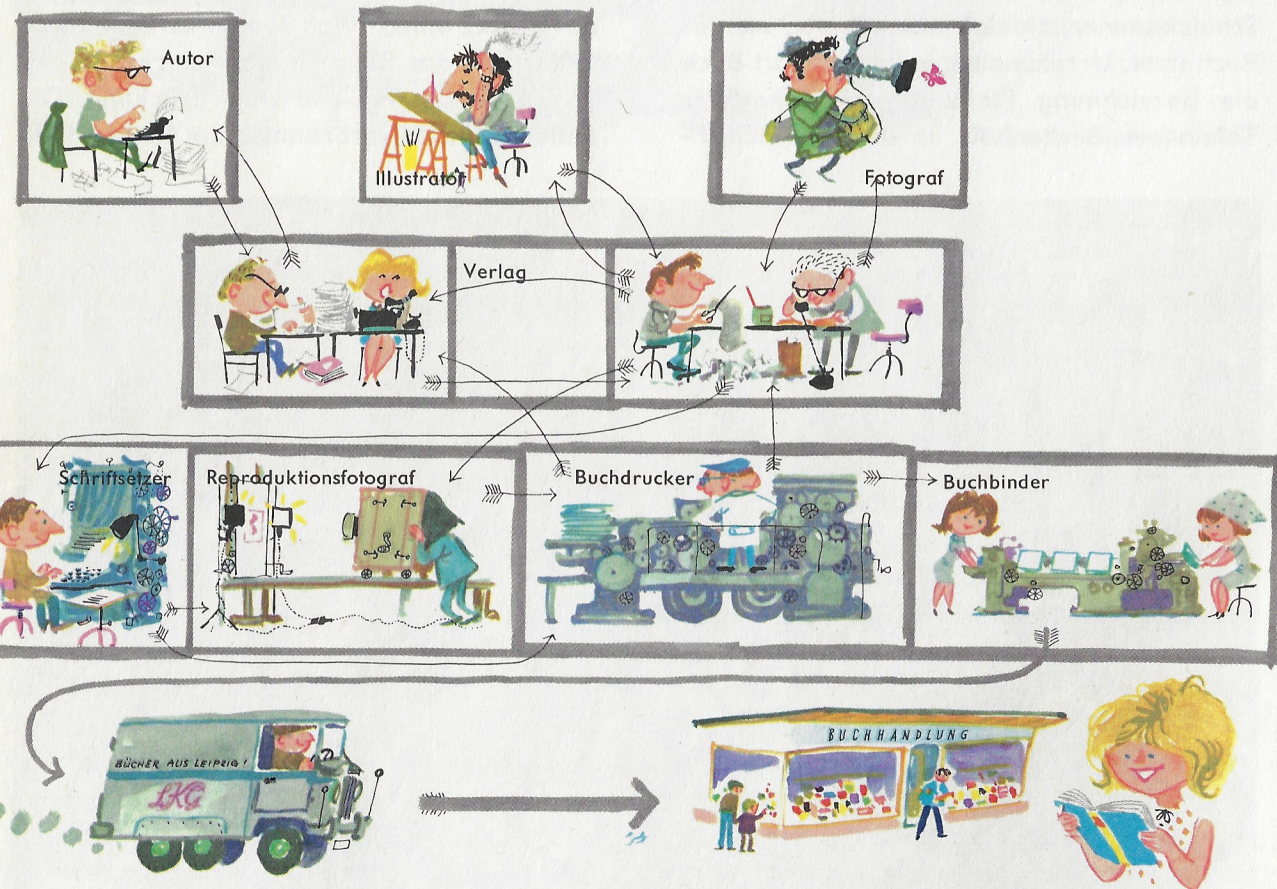 Autor
Illustrator
Fotograf
Verlag
Schriftsetzer
Reproduktionsfotograf
Buchdrucker
Buchbinder
BÜCHER AUS LEIPZIG!
LKG
BUCHHANDLUNG